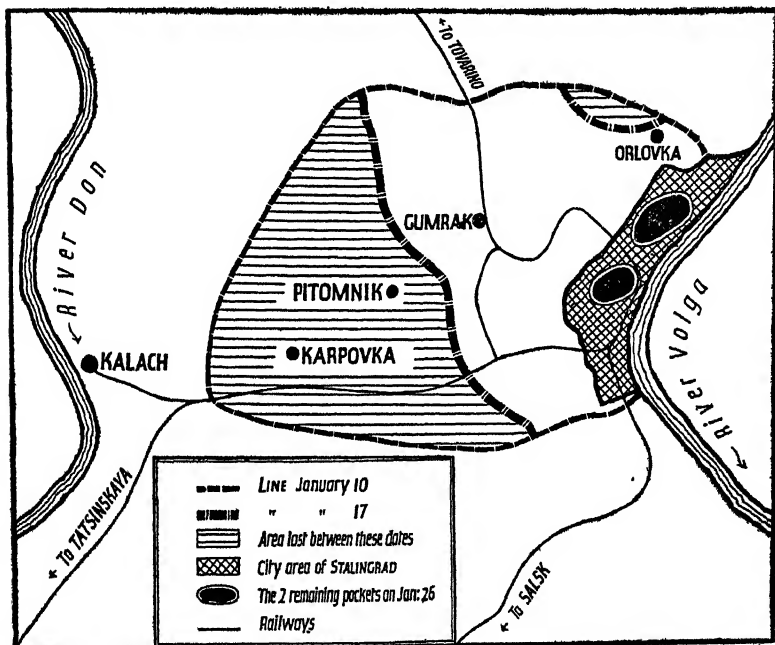 ← To TOVARINO
ORLOVKA
River Don
GUMRAK
PITOMNIK
KARPOVKA
KALACH
← River Volga
← To TATSINSKAYA
← To SALSK
LINE January 10
" " 17
Area lost between these dates
City area of STALINGRAD
The 2 remaining pockets on Jan: 26
Railways